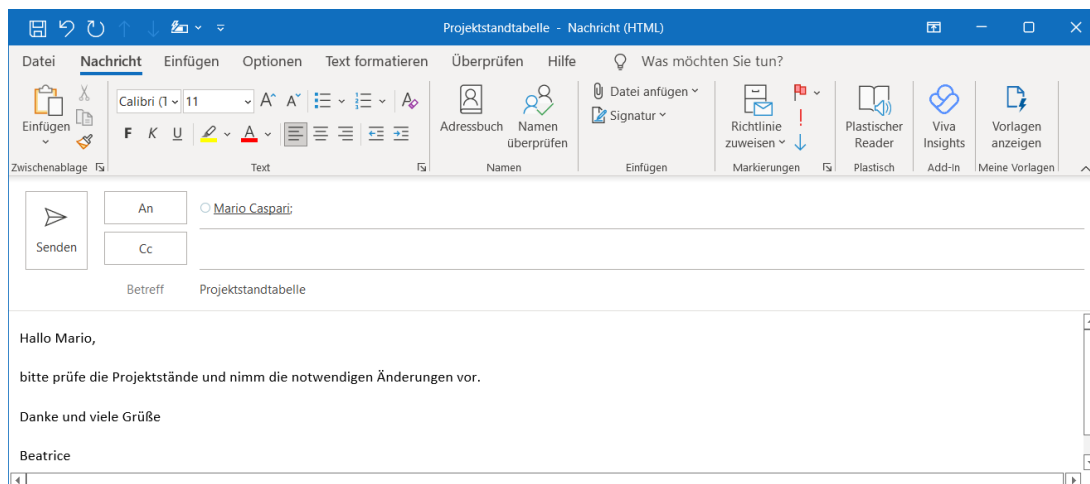 Projektstandtabelle - Nachricht (HTML)
Datei Nachricht Einfügen Optionen Text formatieren Überprüfen Hilfe Was möchten Sie tun?
Einfügen
Calibri (T 11
F K U A
Adressbuch
Namen überprüfen
Datei anfügen
Signatur
Richtlinie zuweisen
Plastischer Reader
Viva Insights
Vorlagen anzeigen
Zwischenablage Text Namen Einfügen Markierungen Plastisch Add-In Meine Vorlagen
Senden
An Mario Caspari;
Cc
Betreff Projektstandtabelle
Hallo Mario,
bitte prüfe die Projektstände und nimm die notwendigen Änderungen vor.
Danke und viele Grüße
Beatrice